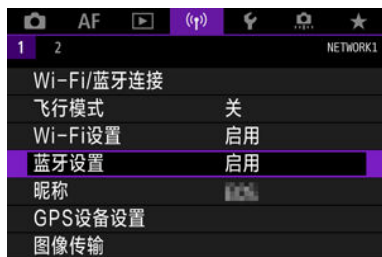 AF
1 2 NETWORK1
Wi-Fi/蓝牙连接
飞行模式 关
Wi-Fi设置 启用
蓝牙设置 启用
昵称
GPS设备设置
图像传输